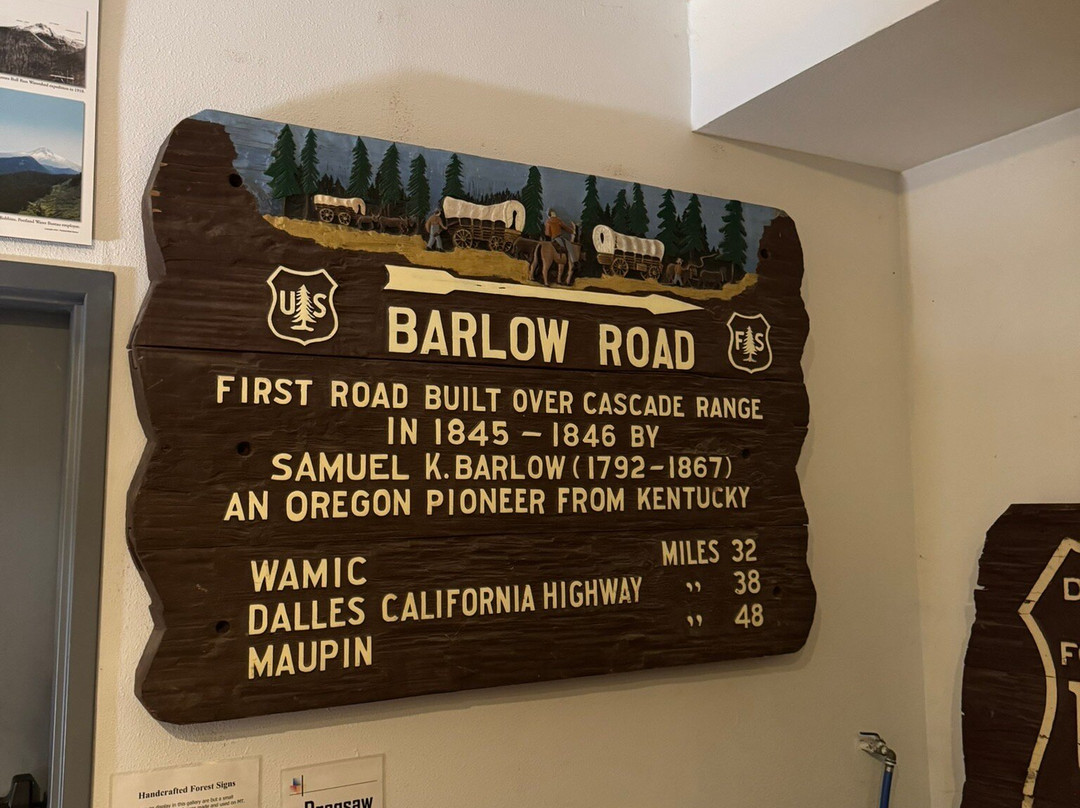 US
FS
BARLOW ROAD
FIRST ROAD BUILT OVER CASCADE RANGE
IN 1845 – 1846 BY
SAMUEL K. BARLOW (1792–1867)
AN OREGON PIONEER FROM KENTUCKY
WAMIC MILES 32
DALLES CALIFORNIA HIGHWAY ,, 38
MAUPIN ,, 48
Handcrafted Forest Signs